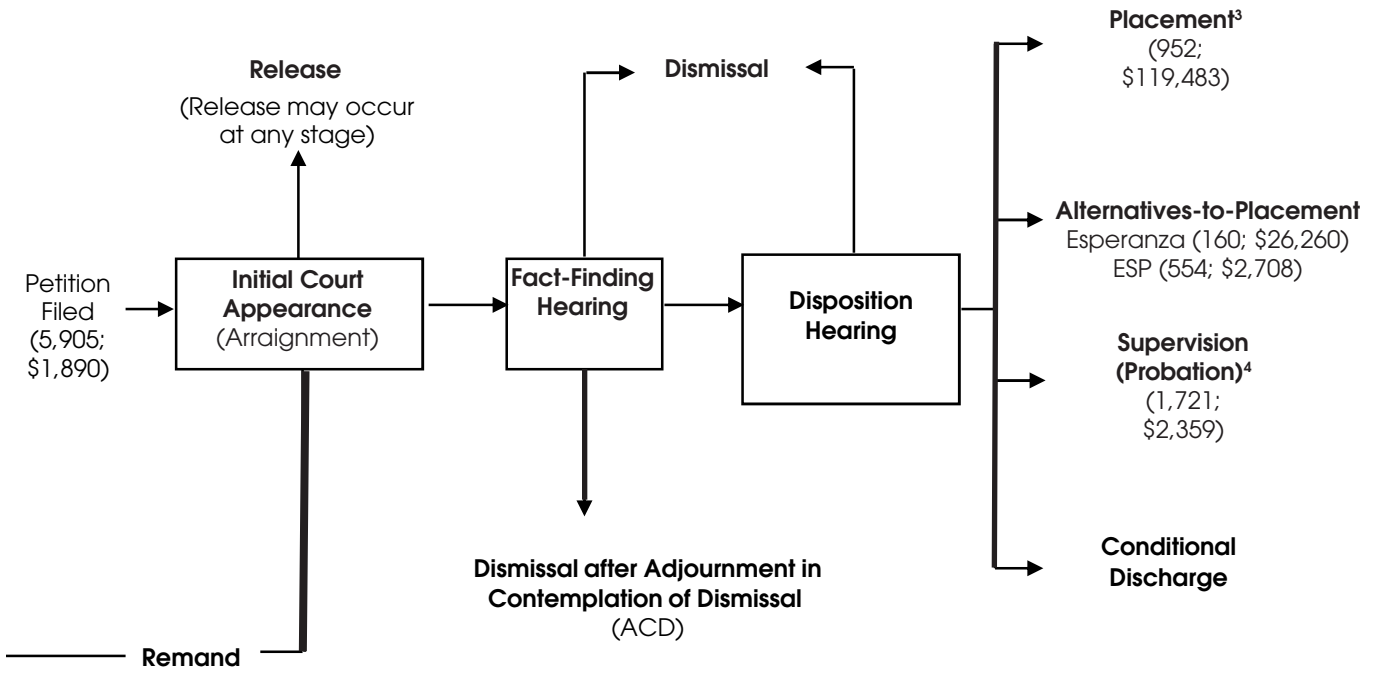 Release
(Release may occur
at any stage)
Dismissal
Placement³
(952;
$119,483)
Alternatives-to-Placement
Esperanza (160; $26,260)
ESP (554; $2,708)
Petition
Filed
(5,905;
$1,890)
Initial Court
Appearance
(Arraignment)
Fact-Finding
Hearing
Disposition
Hearing
Supervision
(Probation)⁴
(1,721;
$2,359)
Conditional
Discharge
Dismissal after Adjournment in
Contemplation of Dismissal
(ACD)
Remand